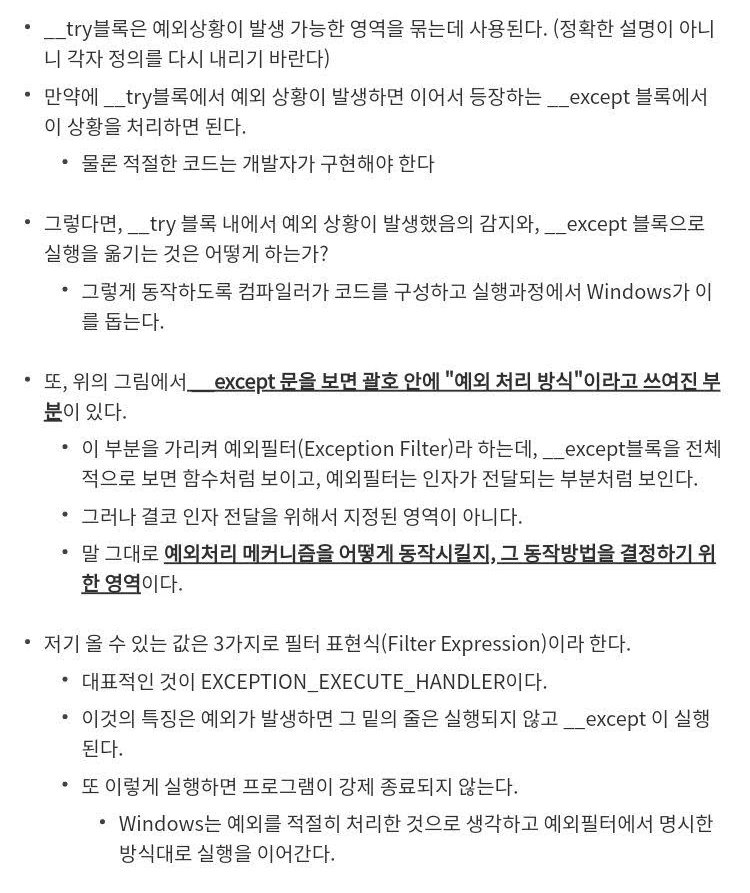 • __try블록은 예외상황이 발생 가능한 영역을 묶는데 사용된다. (정확한 설명이 아니
니 각자 정의를 다시 내리기 바란다)
• 만약에 __try블록에서 예외 상황이 발생하면 이어서 등장하는 __except 블록에서
이 상황을 처리하면 된다.
• 물론 적절한 코드는 개발자가 구현해야 한다
• 그렇다면, __try 블록 내에서 예외 상황이 발생했음의 감지와, __except 블록으로
실행을 옮기는 것은 어떻게 하는가?
• 그렇게 동작하도록 컴파일러가 코드를 구성하고 실행과정에서 Windows가 이
를 돕는다.
• 또, 위의 그림에서 __except 문을 보면 괄호 안에 "예외 처리 방식"이라고 쓰여진 부
분이 있다.
• 이 부분을 가리켜 예외필터(Exception Filter)라 하는데, __except블록을 전체
적으로 보면 함수처럼 보이고, 예외필터는 인자가 전달되는 부분처럼 보인다.
• 그러나 결코 인자 전달을 위해서 지정된 영역이 아니다.
• 말 그대로 예외처리 메커니즘을 어떻게 동작시킬지, 그 동작방법을 결정하기 위
한 영역이다.
• 저기 올 수 있는 값은 3가지로 필터 표현식(Filter Expression)이라 한다.
• 대표적인 것이 EXCEPTION_EXECUTE_HANDLER이다.
• 이것의 특징은 예외가 발생하면 그 밑의 줄은 실행되지 않고 __except 이 실행
된다.
• 또 이렇게 실행하면 프로그램이 강제 종료되지 않는다.
• Windows는 예외를 적절히 처리한 것으로 생각하고 예외필터에서 명시한
방식대로 실행을 이어간다.